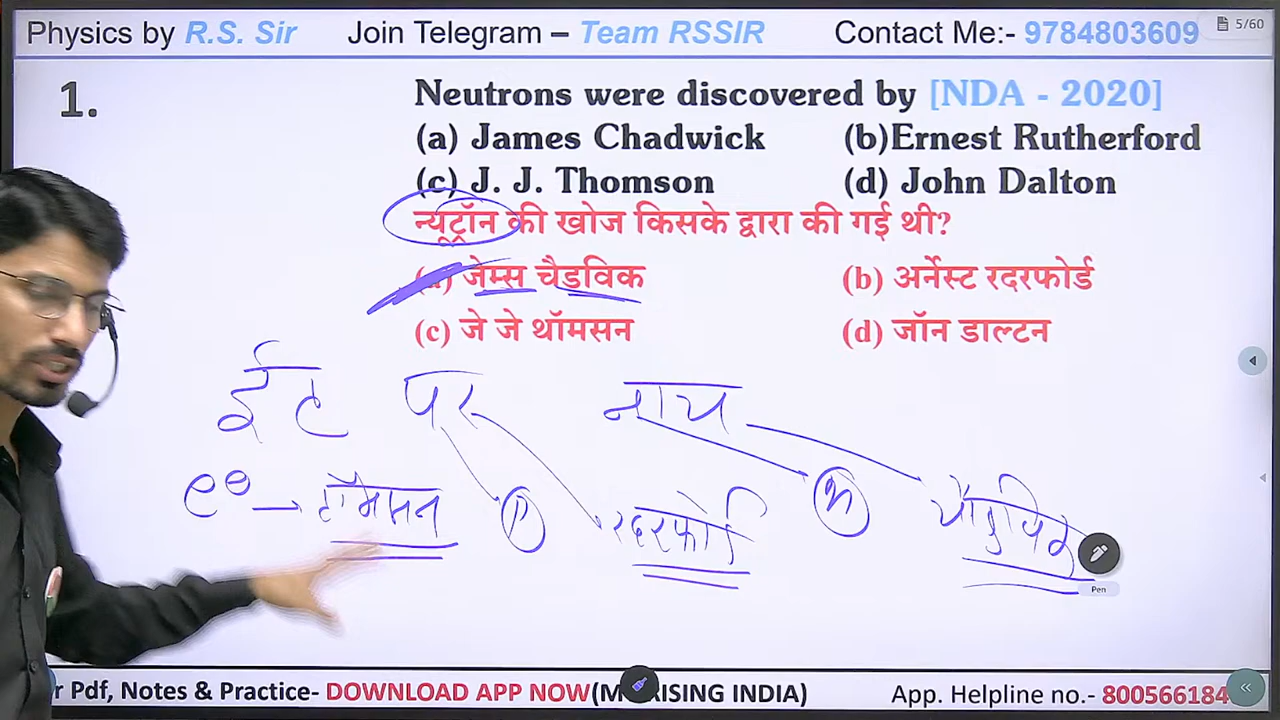 Physics by R.S. Sir Join Telegram – Team RSSIR Contact Me:- 9784803609 5/60
1.
Neutrons were discovered by [NDA - 2020]
(a) James Chadwick (b)Ernest Rutherford
(c) J. J. Thomson (d) John Dalton
न्यूट्रॉन की खोज किसके द्वारा की गई थी?
जेम्स चैडविक (b) अर्नेस्ट रदरफोर्ड
(c) जे जे थॉमसन (d) जॉन डाल्टन
ईट पर नाच
टॉमसन P रदरफोर्ड n
Pen
r Pdf, Notes & Practice- DOWNLOAD APP NOW RISING INDIA) App. Helpline no.- 800566184